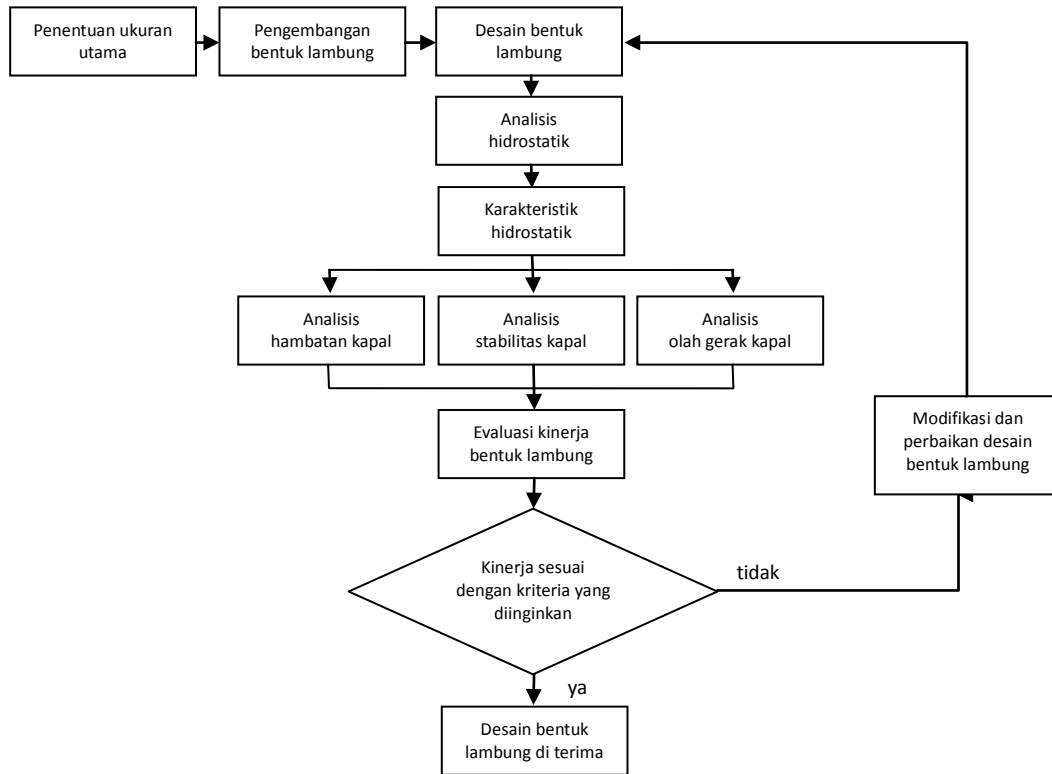 Penentuan ukuran
utama
Pengembangan
bentuk lambung
Desain bentuk
lambung
Analisis
hidrostatik
Karakteristik
hidrostatik
Analisis
hambatan kapal
Analisis
stabilitas kapal
Analisis
olah gerak kapal
Evaluasi kinerja
bentuk lambung
Modifikasi dan
perbaikan desain
bentuk lambung
Kinerja sesuai
dengan kriteria yang
diinginkan
tidak
ya
Desain bentuk
lambung di terima